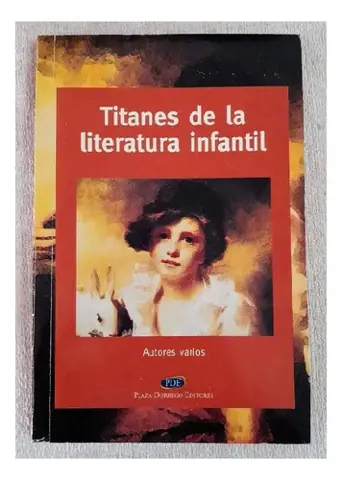 Titanes de la
literatura infantil
Autores varios
PDE
PLAZA DORREGO EDITORES